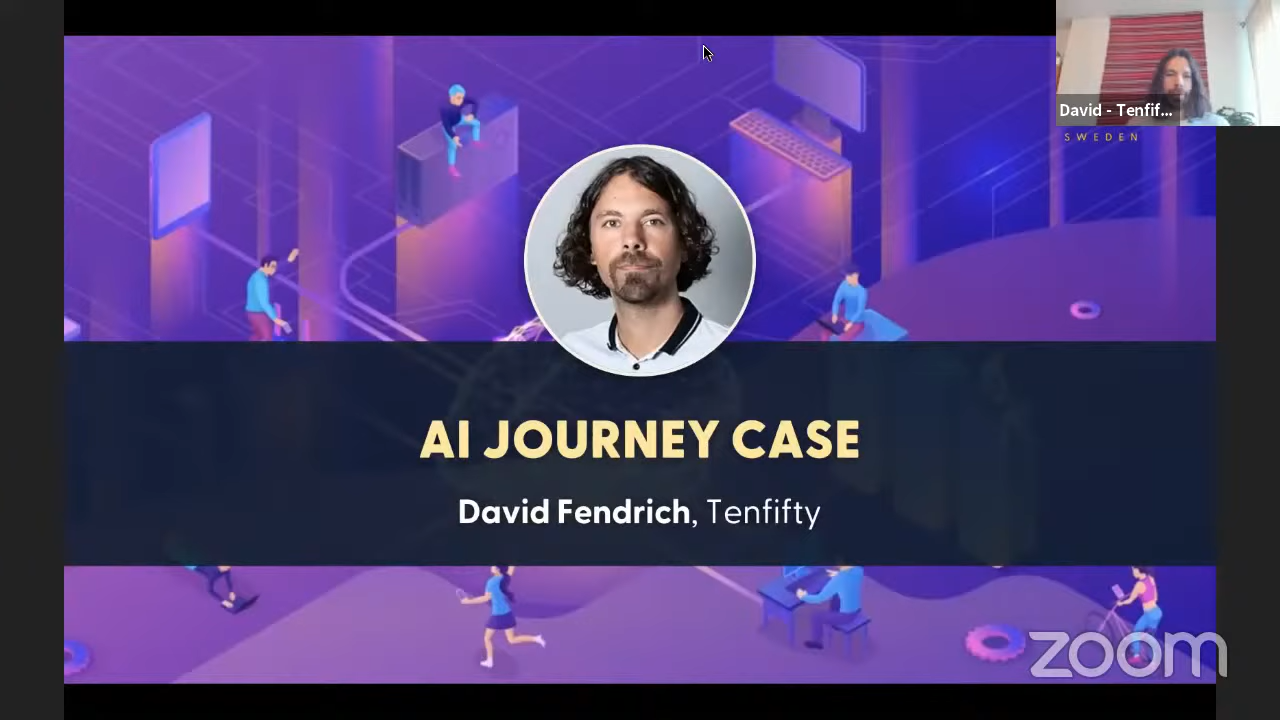 David - Tenfif...
SWEDEN
AI JOURNEY CASE
David Fendrich, Tenfifty
zoom